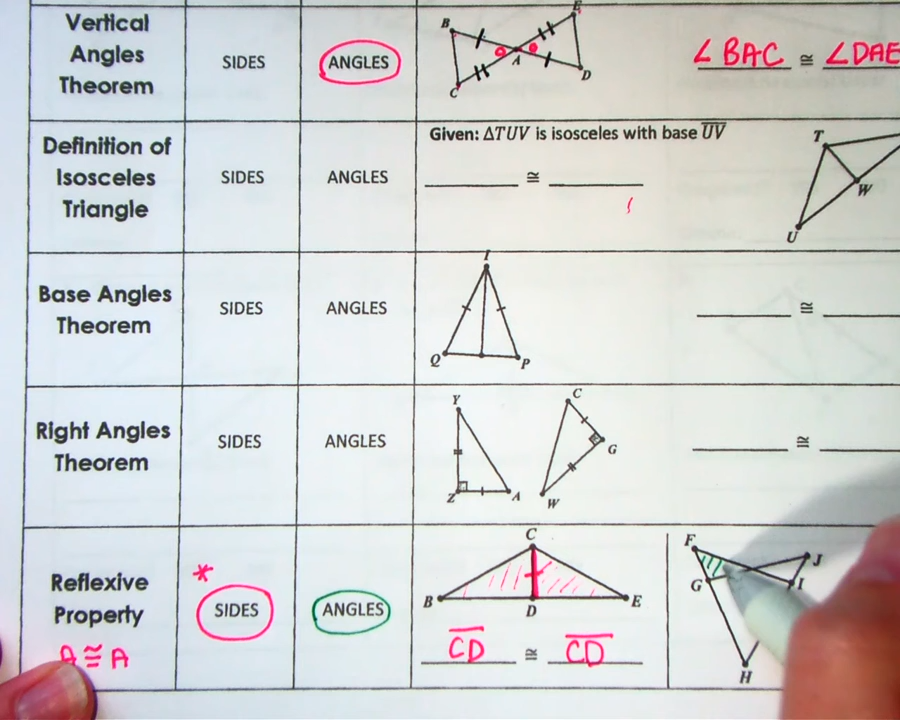 Vertical
Angles
Theorem
SIDES
ANGLES
B
E
A
C
D
∠BAC ≅ ∠DAE
Definition of
Isosceles
Triangle
SIDES
ANGLES
Given: ΔTUV is isosceles with base UV
≅
T
W
U
Base Angles
Theorem
SIDES
ANGLES
I
Q
P
≅
Right Angles
Theorem
SIDES
ANGLES
Y
Z
A
C
G
W
≅
Reflexive
Property
A ≅ A
*
SIDES
ANGLES
C
B
D
E
CD ≅ CD
F
J
G
I
H